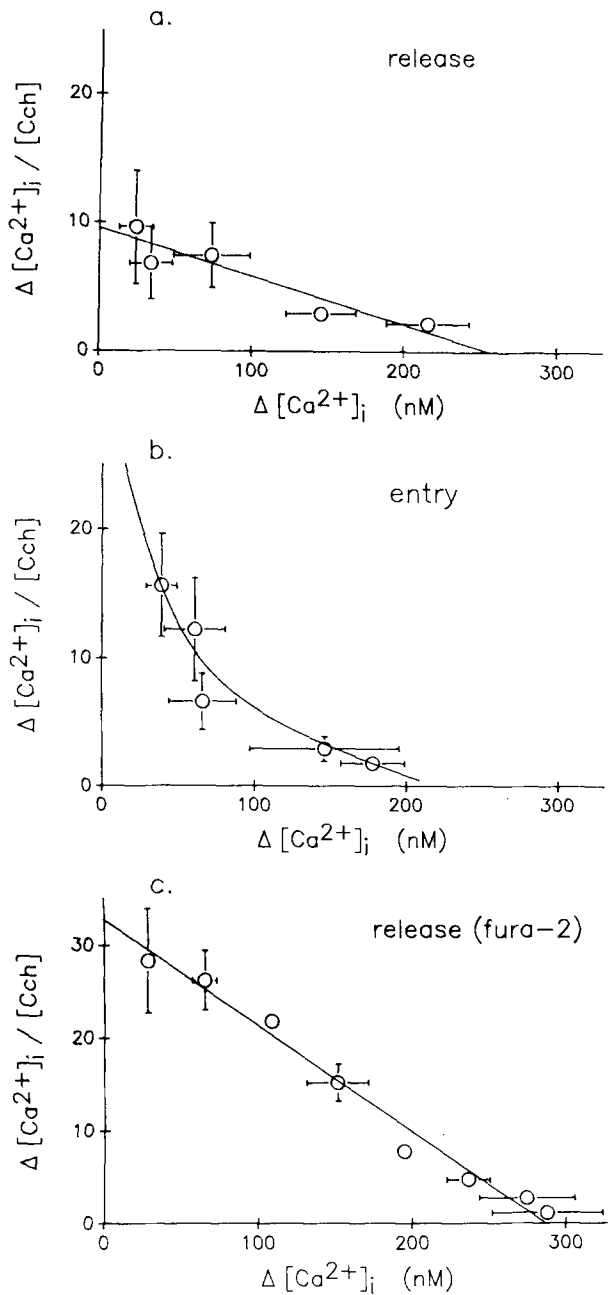 a.
release
Δ [Ca²⁺]ᵢ / [Cch]
20
10
0
0 100 200 300
Δ [Ca²⁺]ᵢ (nM)
b.
entry
Δ [Ca²⁺]ᵢ / [Cch]
20
10
0
0 100 200 300
Δ [Ca²⁺]ᵢ (nM)
c.
release (fura-2)
Δ [Ca²⁺]ᵢ / [Cch]
30
20
10
0
0 100 200 300
Δ [Ca²⁺]ᵢ (nM)